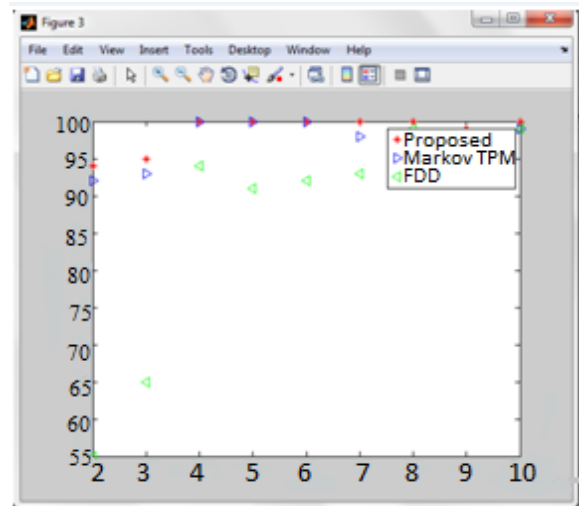 Figure 3
File Edit View Insert Tools Desktop Window Help
100
95
90
85
80
75
70
65
60
55
2 3 4 5 6 7 8 9 10
Proposed
Markov TPM
FDD